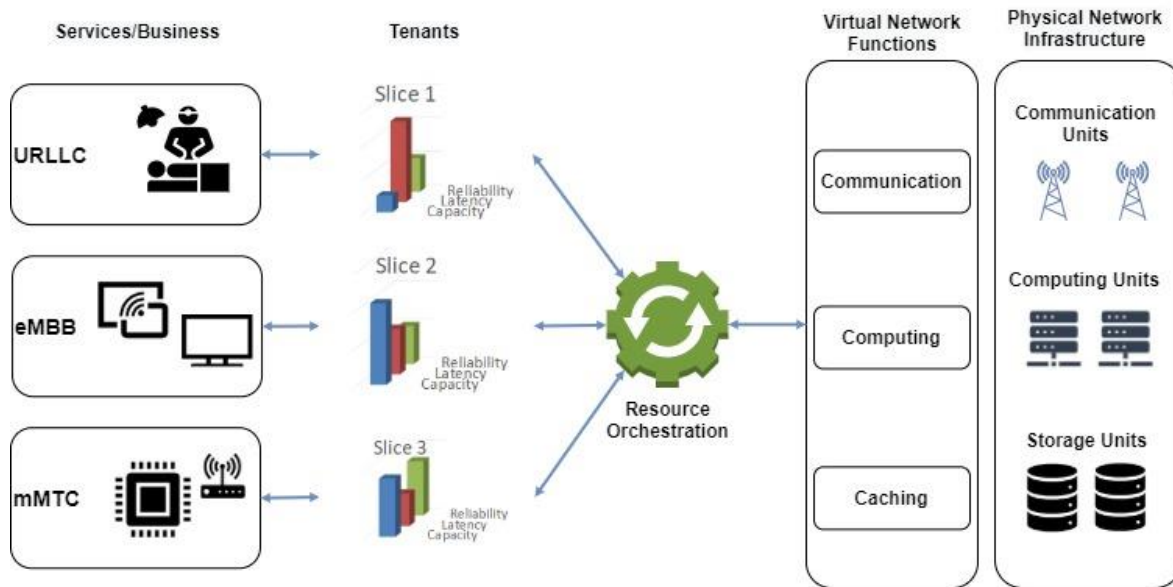 Services/Business
Tenants
Virtual Network
Functions
Physical Network
Infrastructure
URLLC
Slice 1
Reliability
Latency
Capacity
Communication
Communication
Units
eMBB
Slice 2
Reliability
Latency
Capacity
Resource
Orchestration
Computing
Computing Units
mMTC
Slice 3
Reliability
Latency
Capacity
Caching
Storage Units